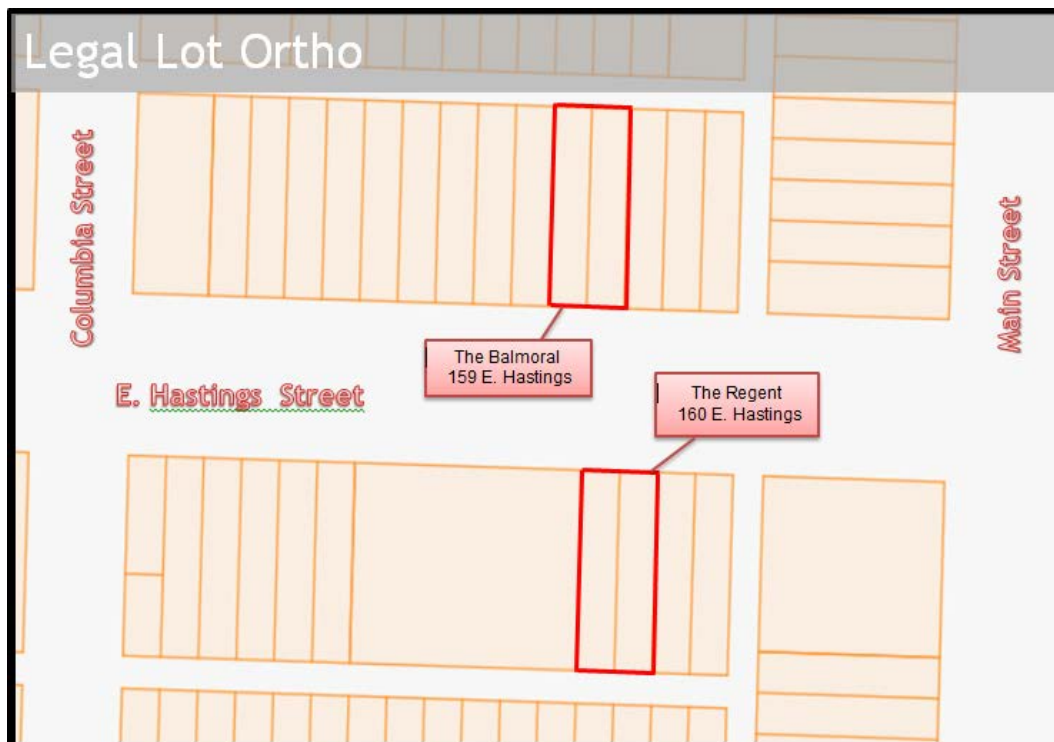 Legal Lot Ortho
Columbia Street
Main Street
The Balmoral
159 E. Hastings
The Regent
160 E. Hastings
E. Hastings Street